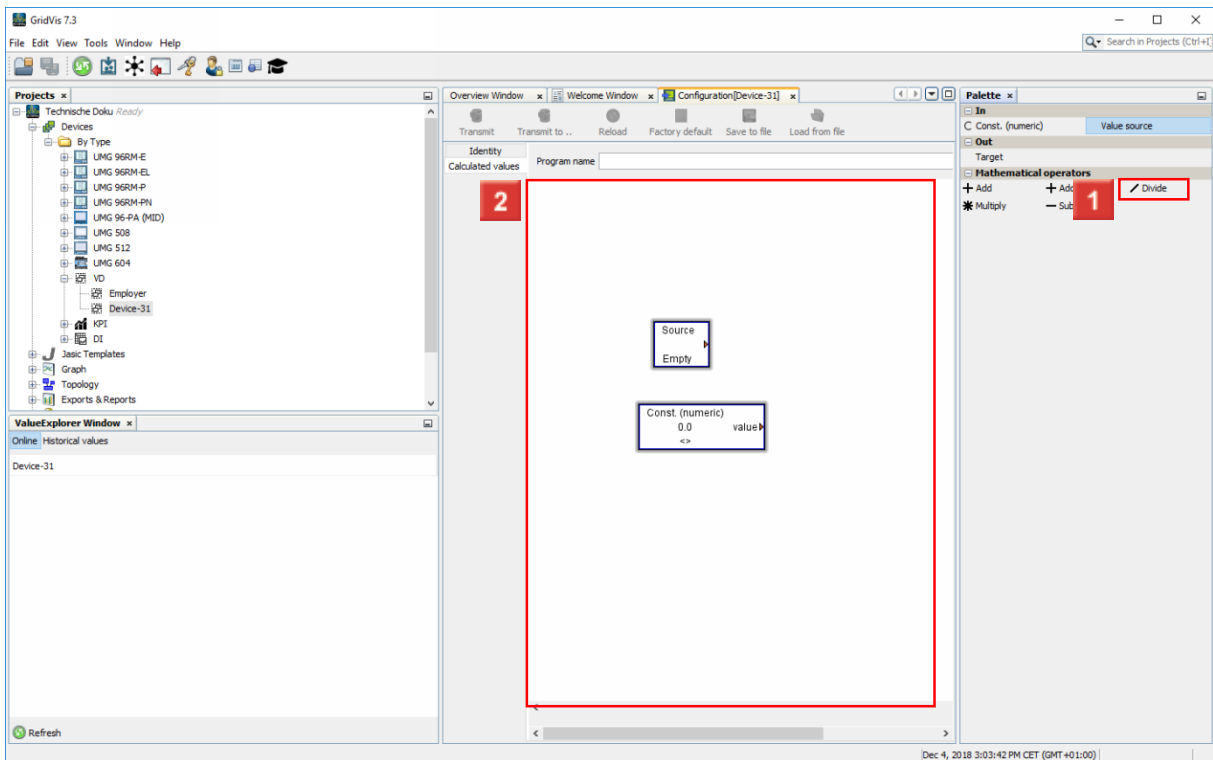 GridVis 7.3
File Edit View Tools Window Help
Search in Projects (Ctrl+I
Projects
Technische Doku Ready
Devices
By Type
UMG 96RM-E
UMG 96RM-EL
UMG 96RM-P
UMG 96RM-PN
UMG 96-PA (MID)
UMG 508
UMG 512
UMG 604
VD
Employer
Device-31
KPI
DI
Jasic Templates
Graph
Topology
Exports & Reports
ValueExplorer Window
Online Historical values
Device-31
Refresh
Overview Window Welcome Window Configuration[Device-31]
Transmit Transmit to .. Reload Factory default Save to file Load from file
Identity
Calculated values
Program name
2
Source
Empty
Const. (numeric)
0.0 value
<>
Palette
In
C Const. (numeric) Value source
Out
Target
Mathematical operators
Add Add Divide
Multiply Sub
1
Dec 4, 2018 3:03:42 PM CET (GMT+01:00)